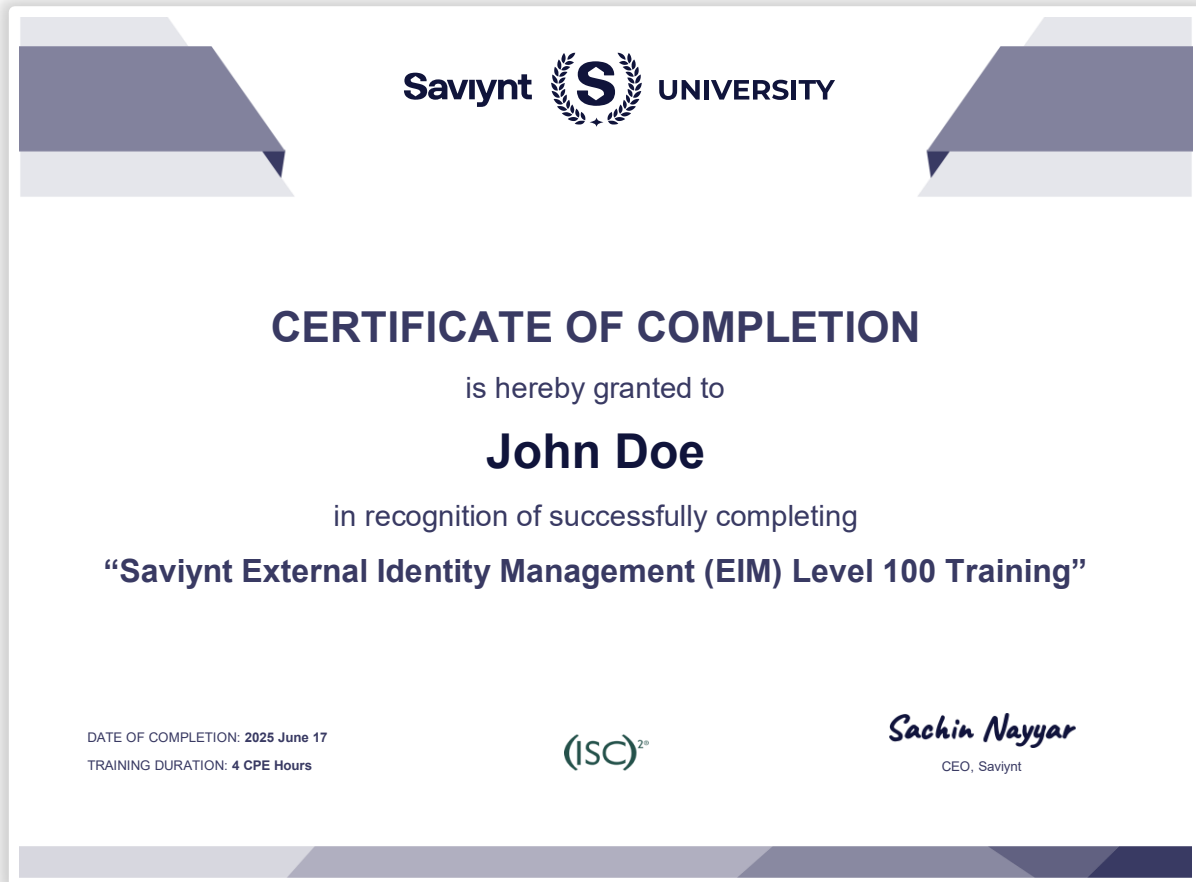 Saviynt S UNIVERSITY
CERTIFICATE OF COMPLETION
is hereby granted to
John Doe
in recognition of successfully completing
“Saviynt External Identity Management (EIM) Level 100 Training”
DATE OF COMPLETION: 2025 June 17
TRAINING DURATION: 4 CPE Hours
(ISC)²®
Sachin Nayyar
CEO, Saviynt